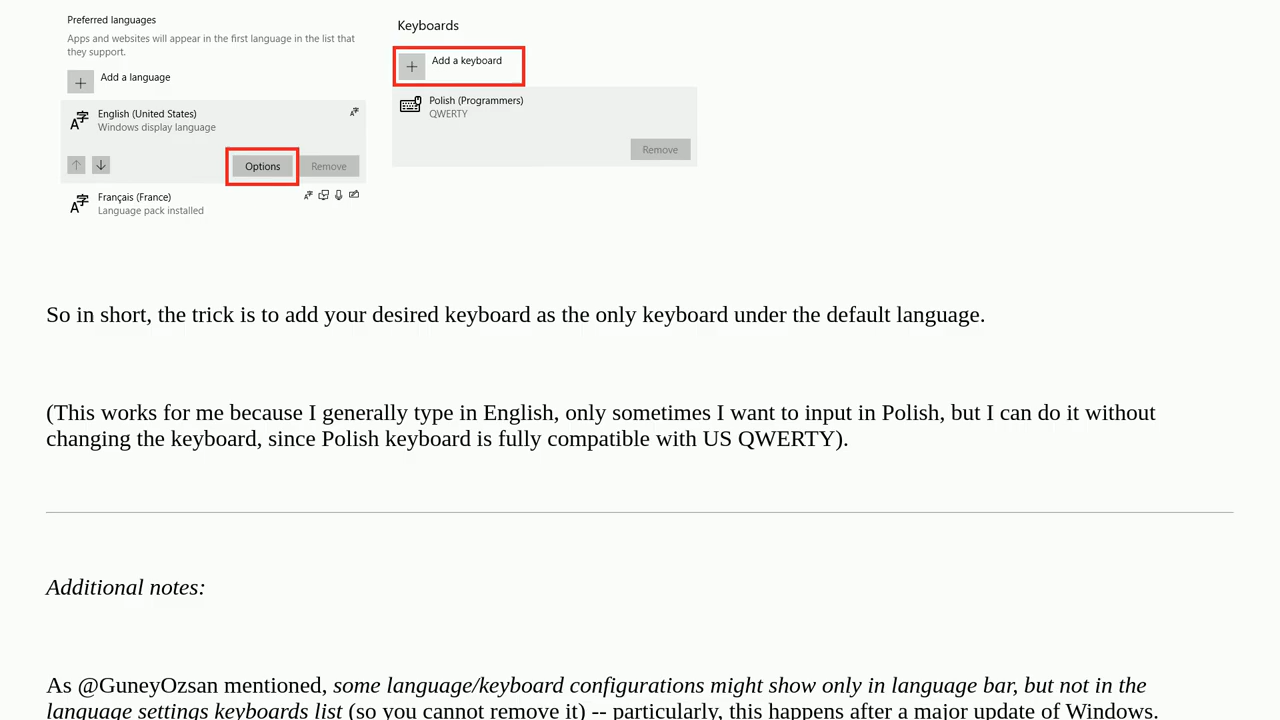 Preferred languages
Apps and websites will appear in the first language in the list that
they support.
Add a language
English (United States)
Windows display language
Options
Remove
Français (France)
Language pack installed
Keyboards
Add a keyboard
Polish (Programmers)
QWERTY
Remove
So in short, the trick is to add your desired keyboard as the only keyboard under the default language.
(This works for me because I generally type in English, only sometimes I want to input in Polish, but I can do it without
changing the keyboard, since Polish keyboard is fully compatible with US QWERTY).
Additional notes:
As @GuneyOzsan mentioned, some language/keyboard configurations might show only in language bar, but not in the
language settings keyboards list (so you cannot remove it) -- particularly, this happens after a major update of Windows.